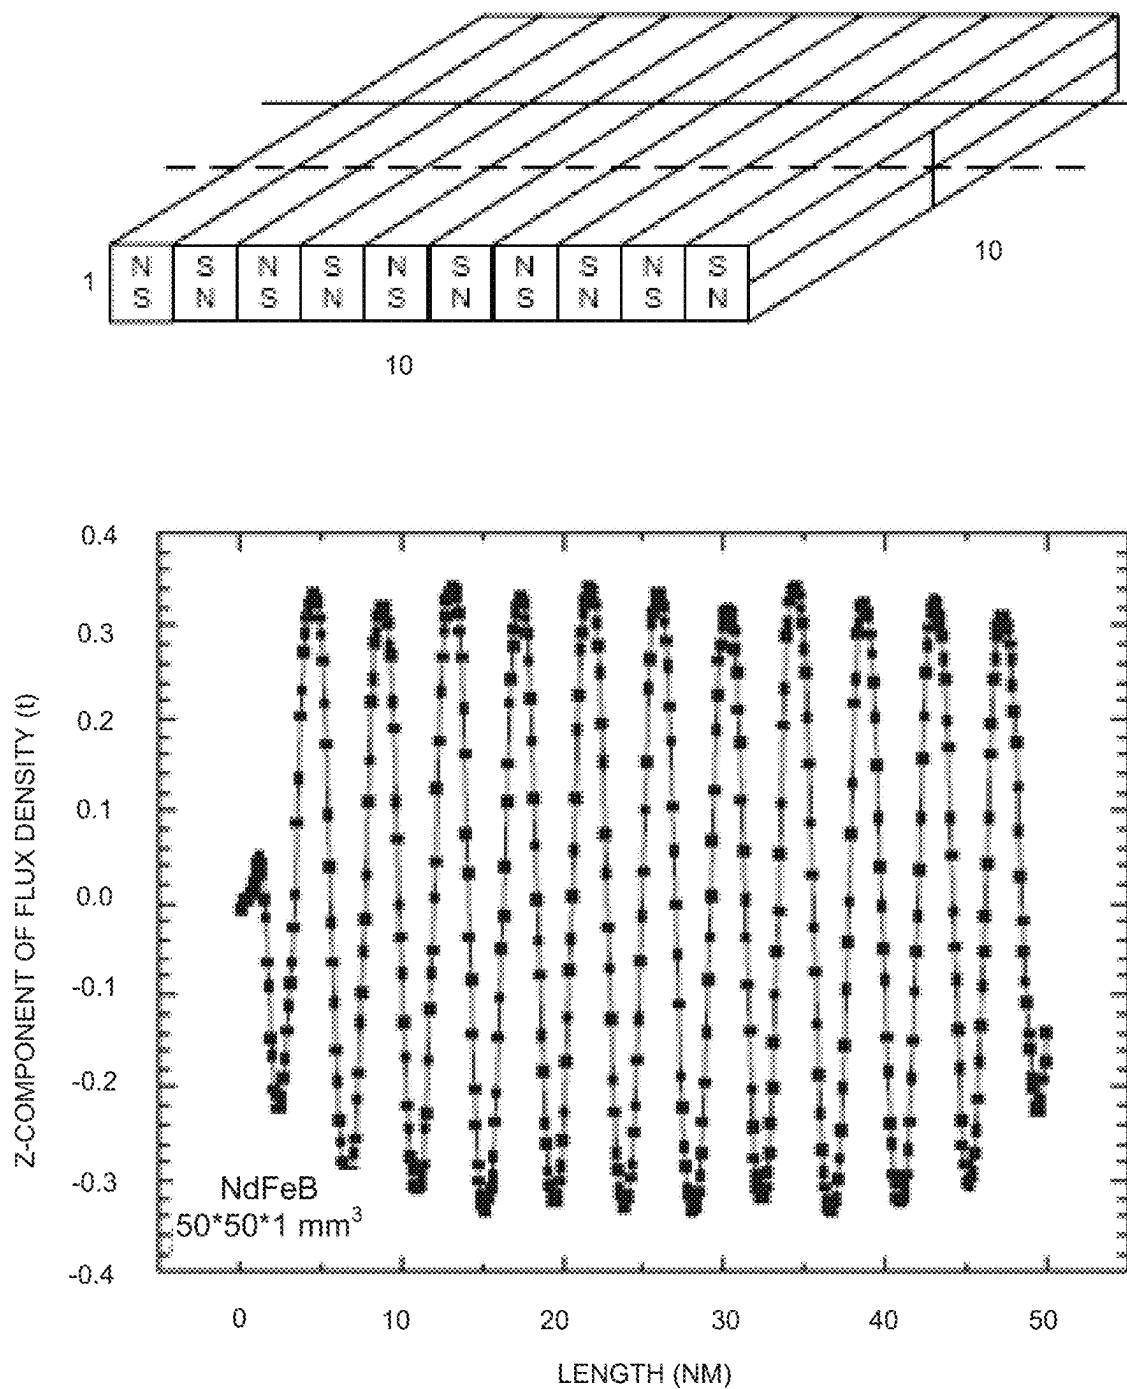 1
N S N S N S N S N S
S N S N S N S N S N
10
10
0.4
0.3
0.2
0.1
0.0
-0.1
-0.2
-0.3
-0.4
Z-COMPONENT OF FLUX DENSITY (t)
NdFeB
50*50*1 mm³
0 10 20 30 40 50
LENGTH (NM)